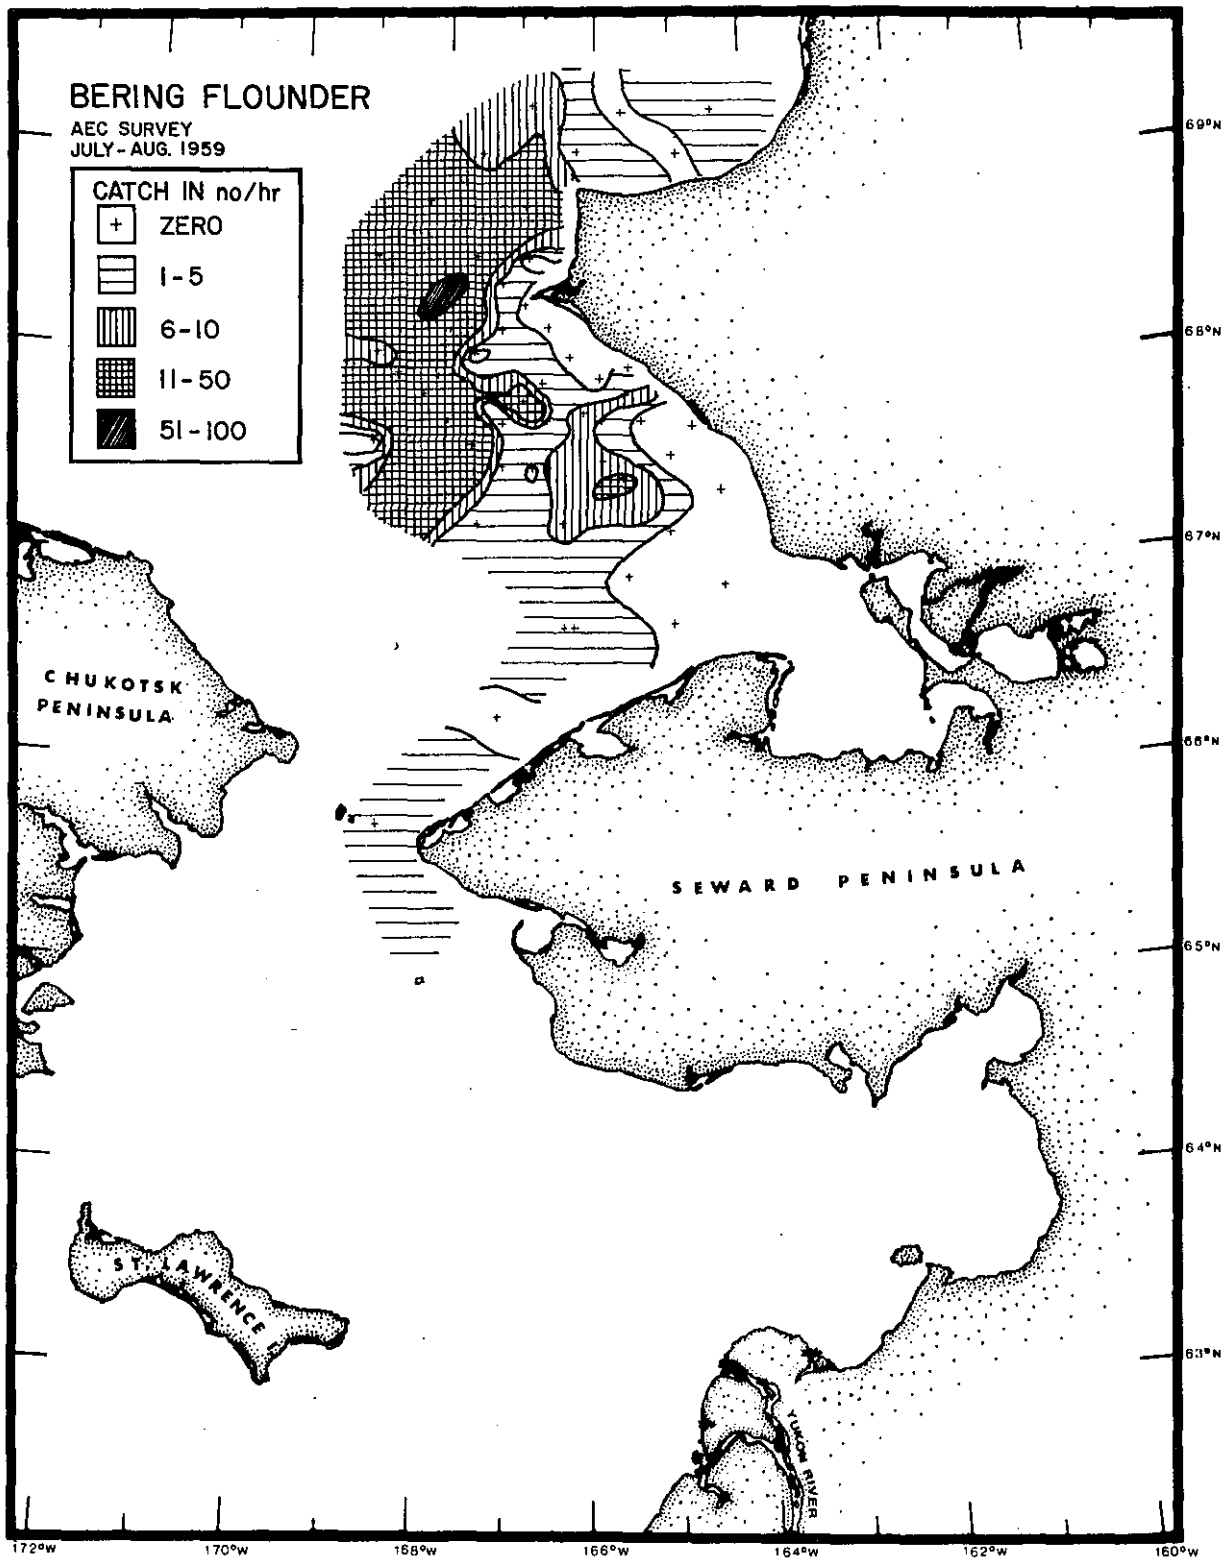 BERING FLOUNDER
AEC SURVEY
JULY-AUG. 1959
CATCH IN no/hr
+ ZERO
1-5
6-10
11-50
51-100
69°N
68°N
67°N
CHUKOTSK
PENINSULA
66°N
SEWARD PENINSULA
65°N
64°N
ST. LAWRENCE I.
63°N
YUKON RIVER
172°W 170°W 168°W 166°W 164°W 162°W 160°W